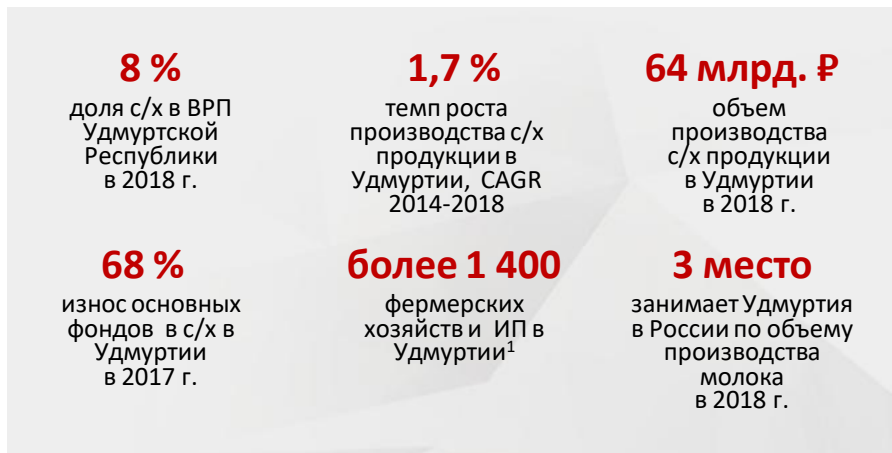 8 %
доля с/х в ВРП
Удмуртской
Республики
в 2018 г.
1,7 %
темп роста
производства с/х
продукции в
Удмуртии, CAGR
2014-2018
64 млрд. ₽
объем
производства
с/х продукции
в Удмуртии
в 2018 г.
68 %
износ основных
фондов в с/х в
Удмуртии
в 2017 г.
более 1 400
фермерских
хозяйств и ИП в
Удмуртии¹
3 место
занимает Удмуртия
в России по объему
производства
молока
в 2018 г.